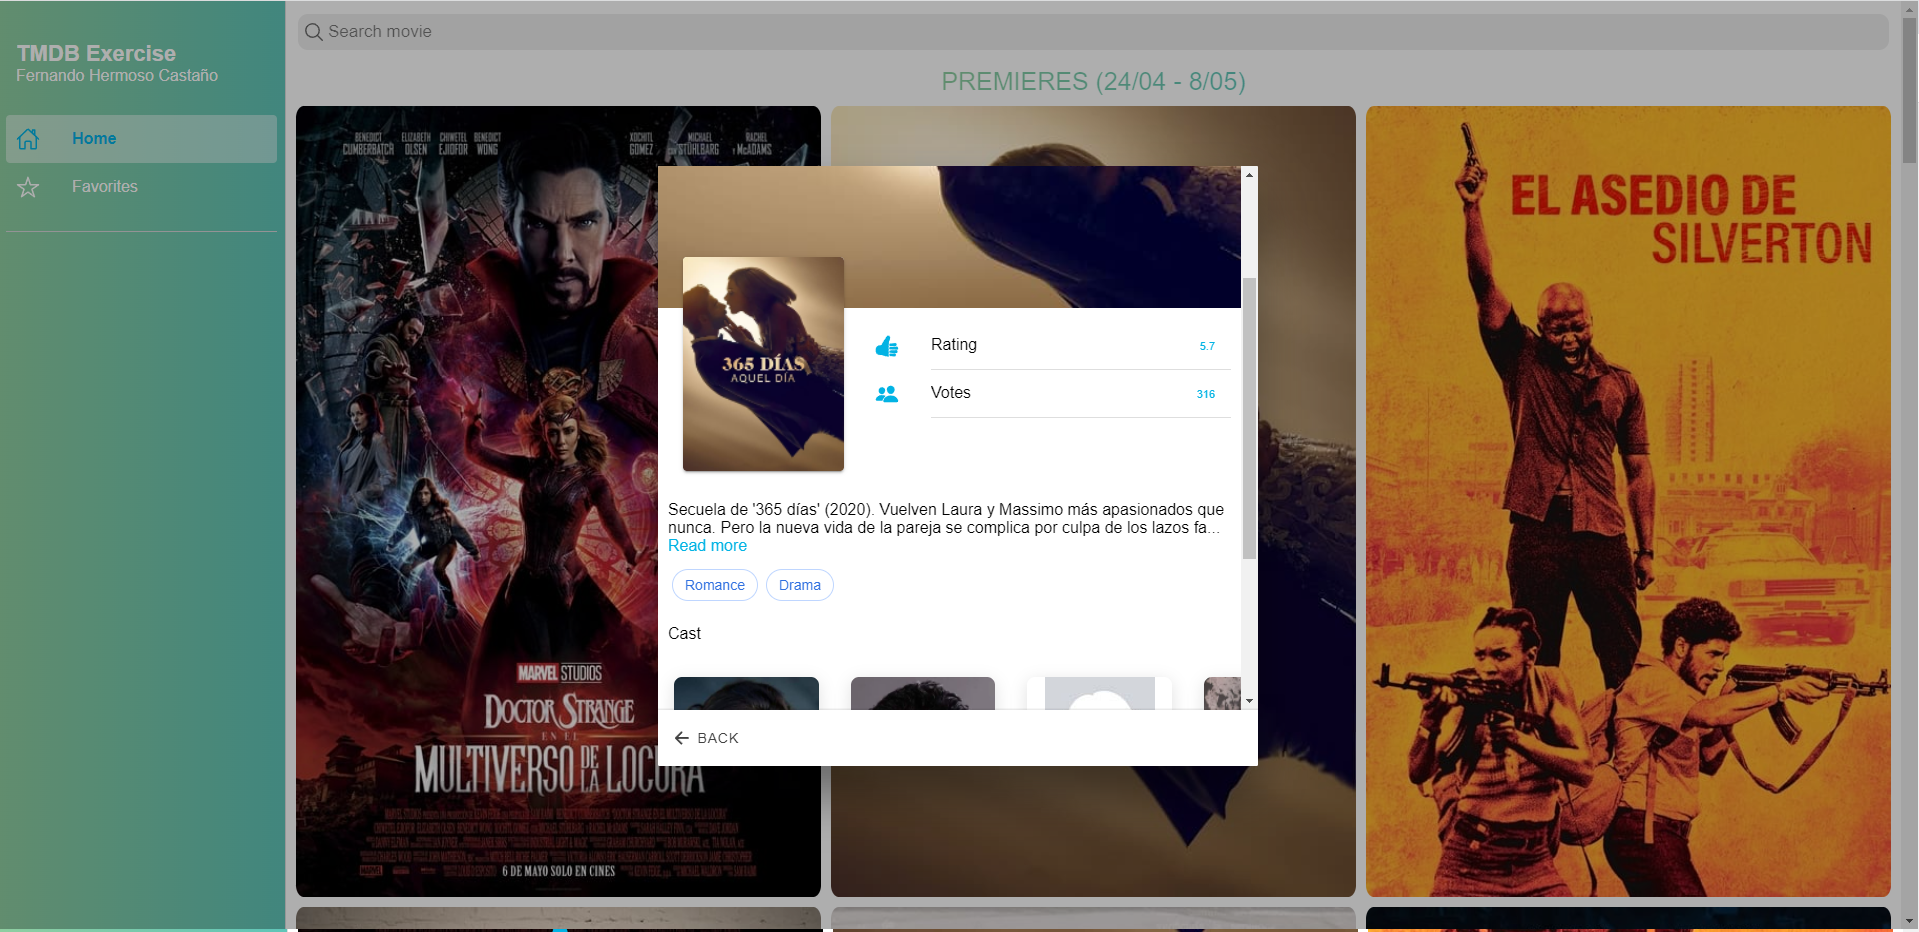 TMDB Exercise
Fernando Hermoso Castaño
Home
Favorites
Search movie
PREMIERES (24/04 - 8/05)
BENEDICT CUMBERBATCH ELIZABETH OLSEN CHIWETEL EJIOFOR BENEDICT WONG XOCHITL GOMEZ MICHAEL STÜHLBARG RACHEL McADAMS
MARVEL STUDIOS
DOCTOR STRANGE
EN EL
MULTIVERSO DE LA LOCURA
6 DE MAYO SOLO EN CINES
365 DÍAS
AQUEL DÍA
Rating 5.7
Votes 316
Secuela de '365 días' (2020). Vuelven Laura y Massimo más apasionados que
nunca. Pero la nueva vida de la pareja se complica por culpa de los lazos fa...
Read more
Romance Drama
Cast
BACK
EL ASEDIO DE
SILVERTON